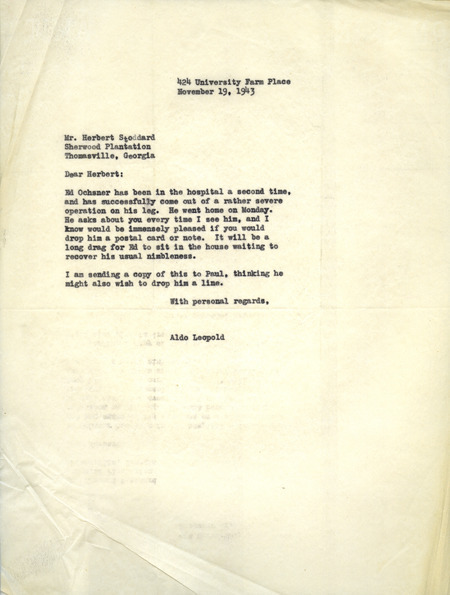 424 University Farm Place
November 19, 1943
Mr. Herbert Stoddard
Sherwood Plantation
Thomasville, Georgia
Dear Herbert:
Ed Ochsner has been in the hospital a second time,
and has successfully come out of a rather severe
operation on his leg. He went home on Monday.
He asks about you every time I see him, and I
know would be immensely pleased if you would
drop him a postal card or note. It will be a
long drag for Ed to sit in the house waiting to
recover his usual nimbleness.
I am sending a copy of this to Paul, thinking he
might also wish to drop him a line.
With personal regards,
Aldo Leopold